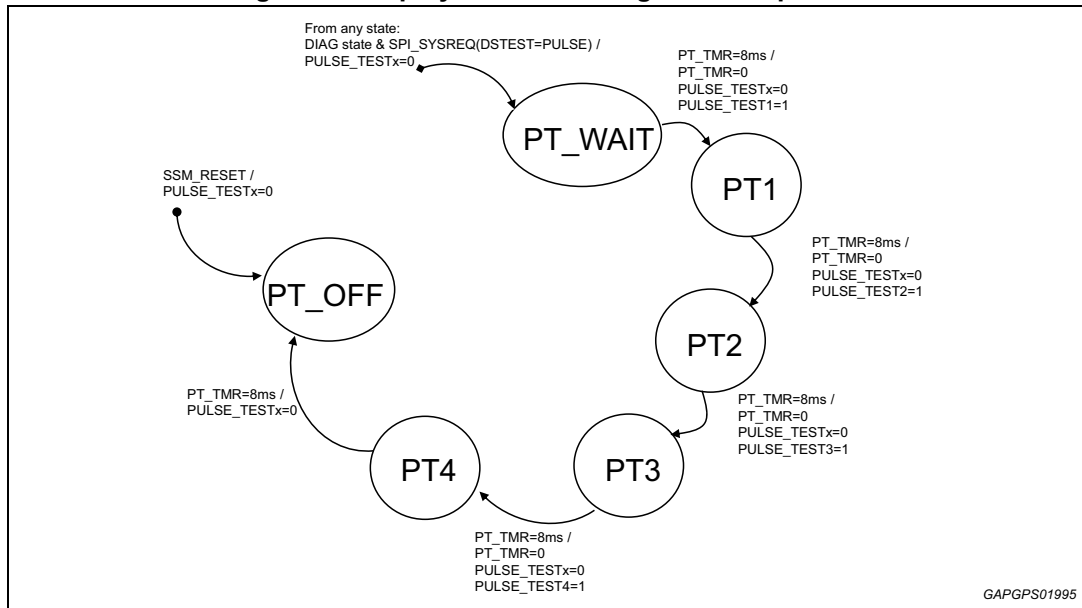 From any state:
DIAG state & SPI_SYSREQ(DSTEST=PULSE) /
PULSE_TESTx=0
PT_TMR=8ms /
PT_TMR=0
PULSE_TESTx=0
PULSE_TEST1=1
PT_WAIT
PT1
SSM_RESET /
PULSE_TESTx=0
PT_TMR=8ms /
PT_TMR=0
PULSE_TESTx=0
PULSE_TEST2=1
PT_OFF
PT2
PT_TMR=8ms /
PULSE_TESTx=0
PT_TMR=8ms /
PT_TMR=0
PULSE_TESTx=0
PULSE_TEST3=1
PT4
PT3
PT_TMR=8ms /
PT_TMR=0
PULSE_TESTx=0
PULSE_TEST4=1
GAPGPS01995